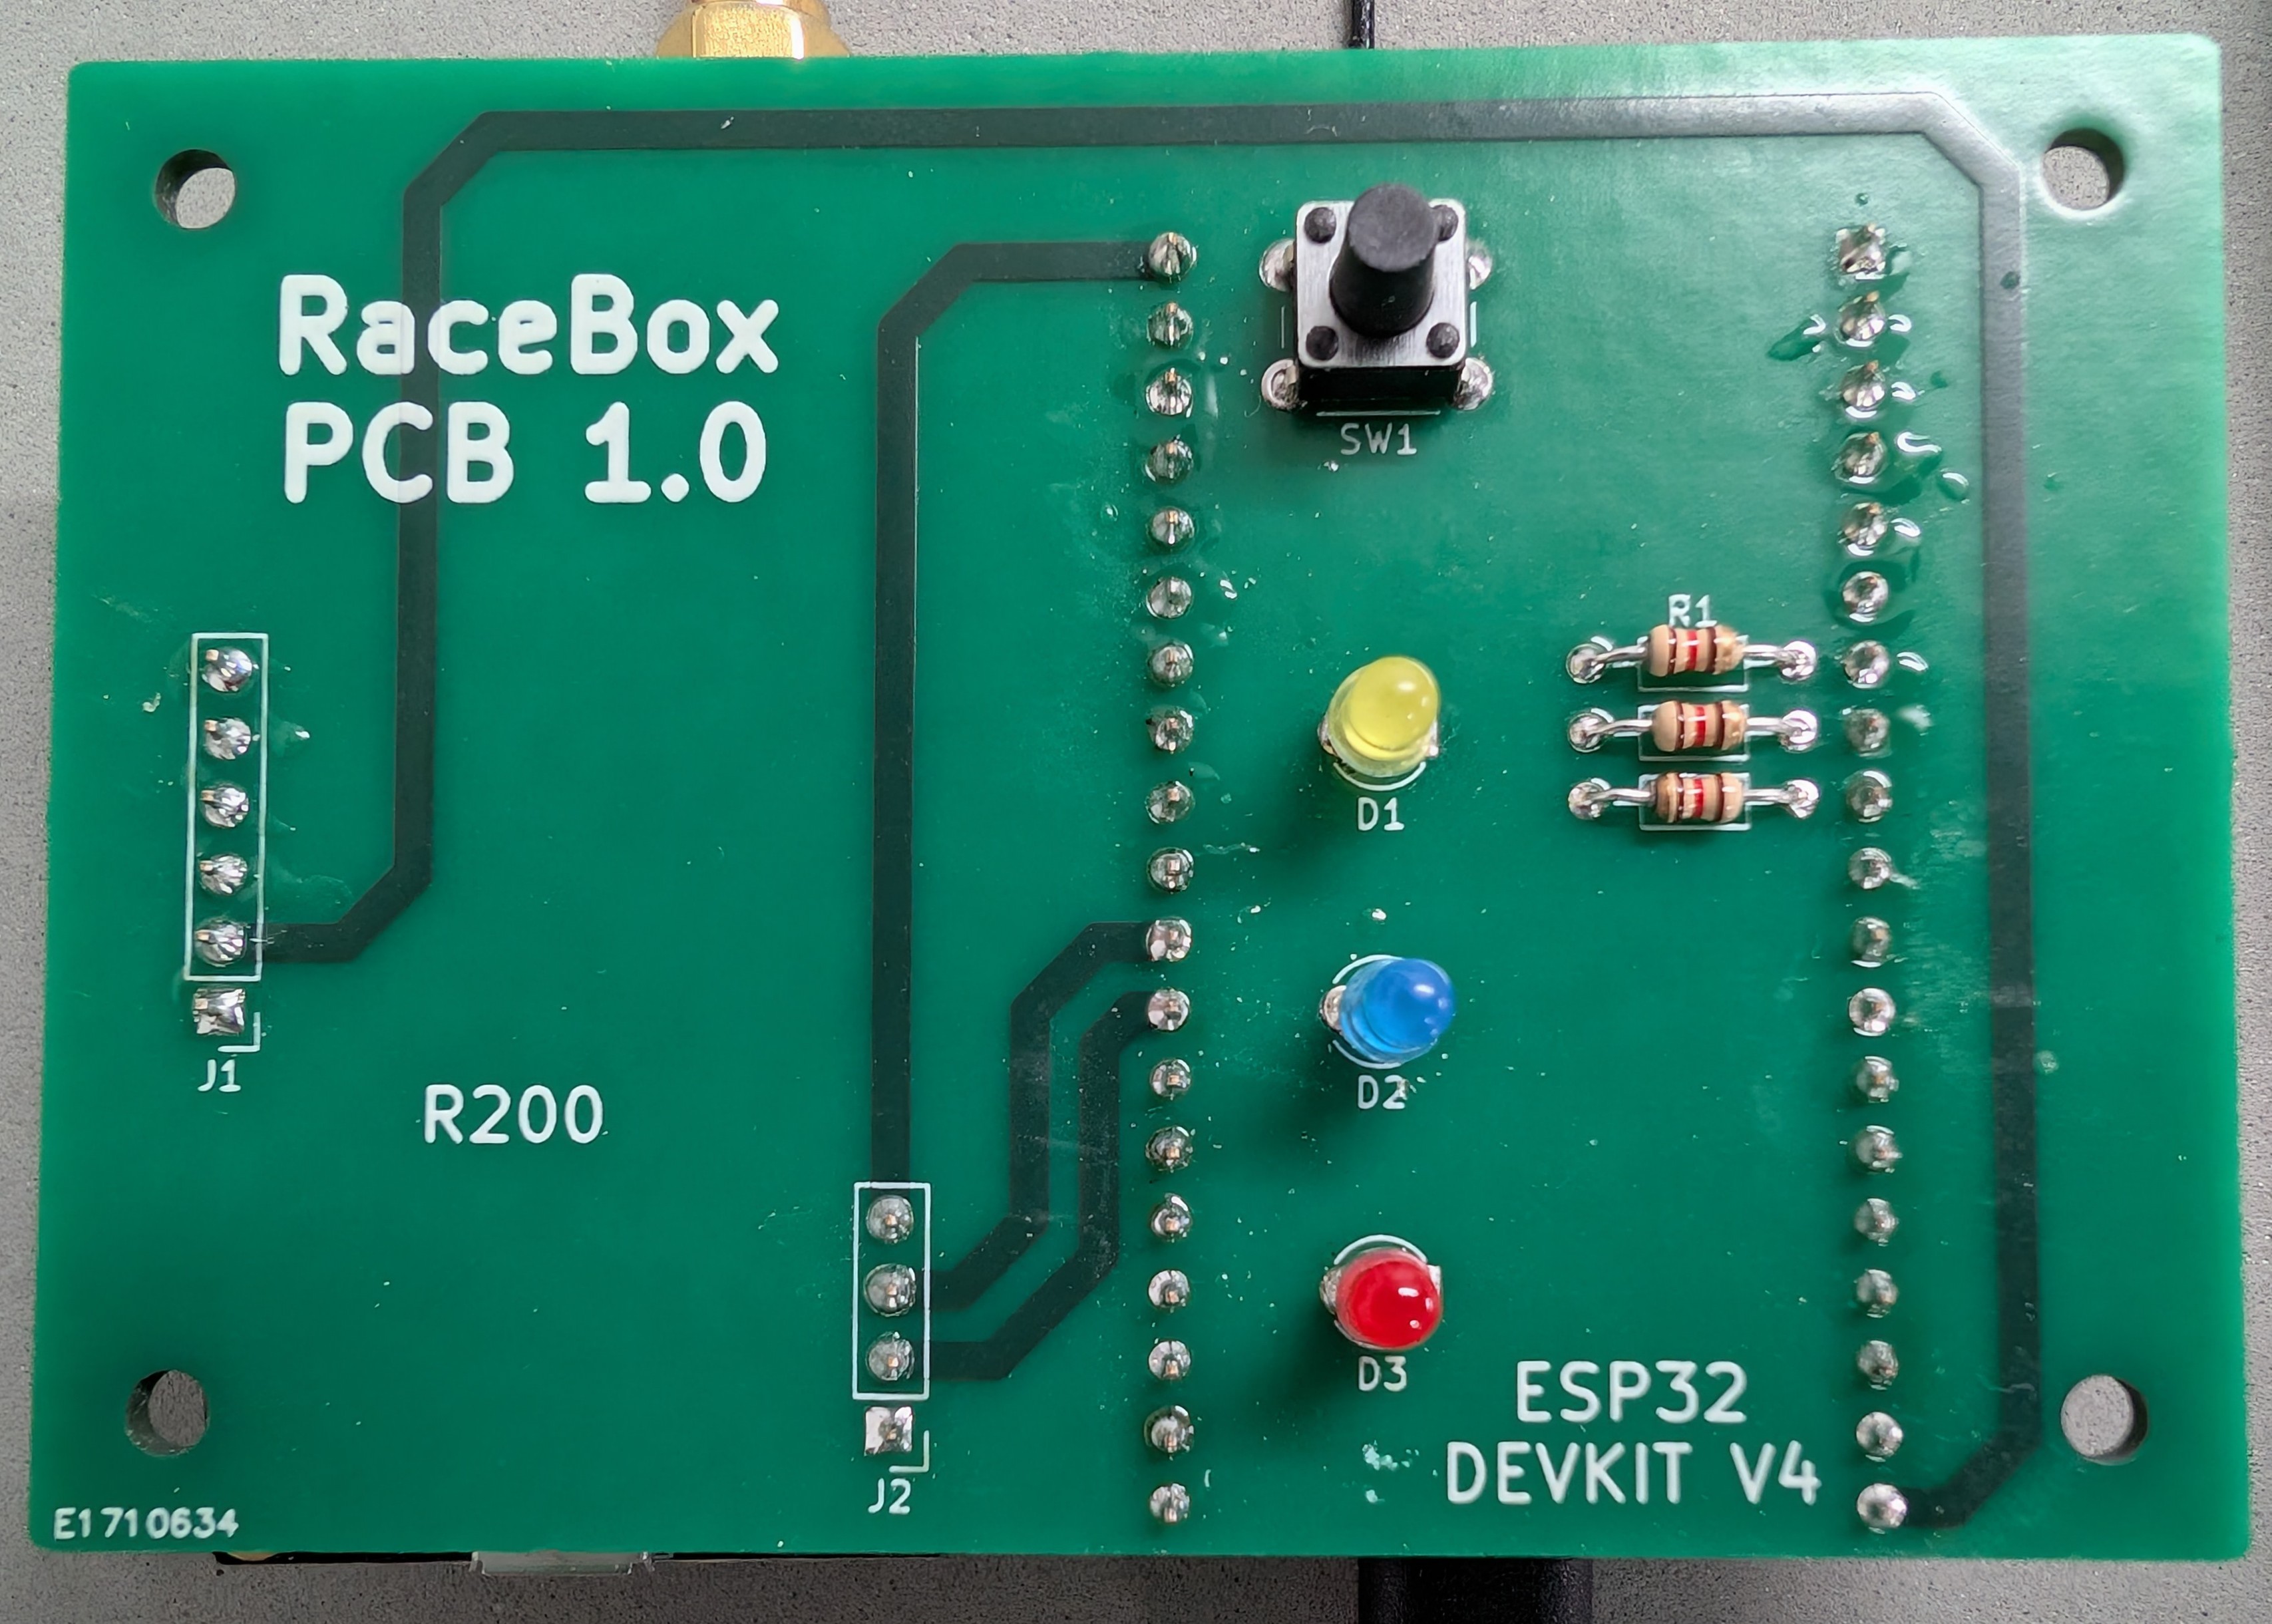 RaceBox
PCB 1.0
SW1
R1
D1
J1
R200
D2
D3
J2
ESP32
DEVKIT V4
E1710634